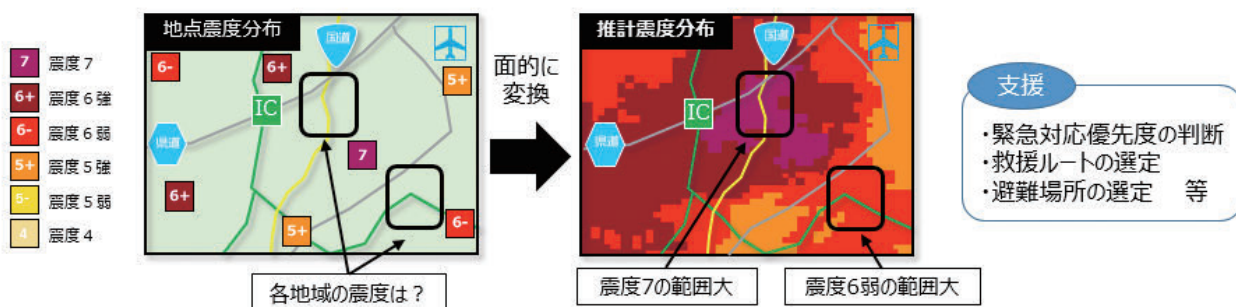 7 震度7
6+ 震度6強
6- 震度6弱
5+ 震度5強
5- 震度5弱
4 震度4
地点震度分布
国道
6-
6+
5+
IC
県道
7
6+
5+
6-
各地域の震度は？
面的に
変換
推計震度分布
国道
IC
県道
震度7の範囲大
震度6弱の範囲大
支援
・緊急対応優先度の判断
・救援ルートの選定
・避難場所の選定　等